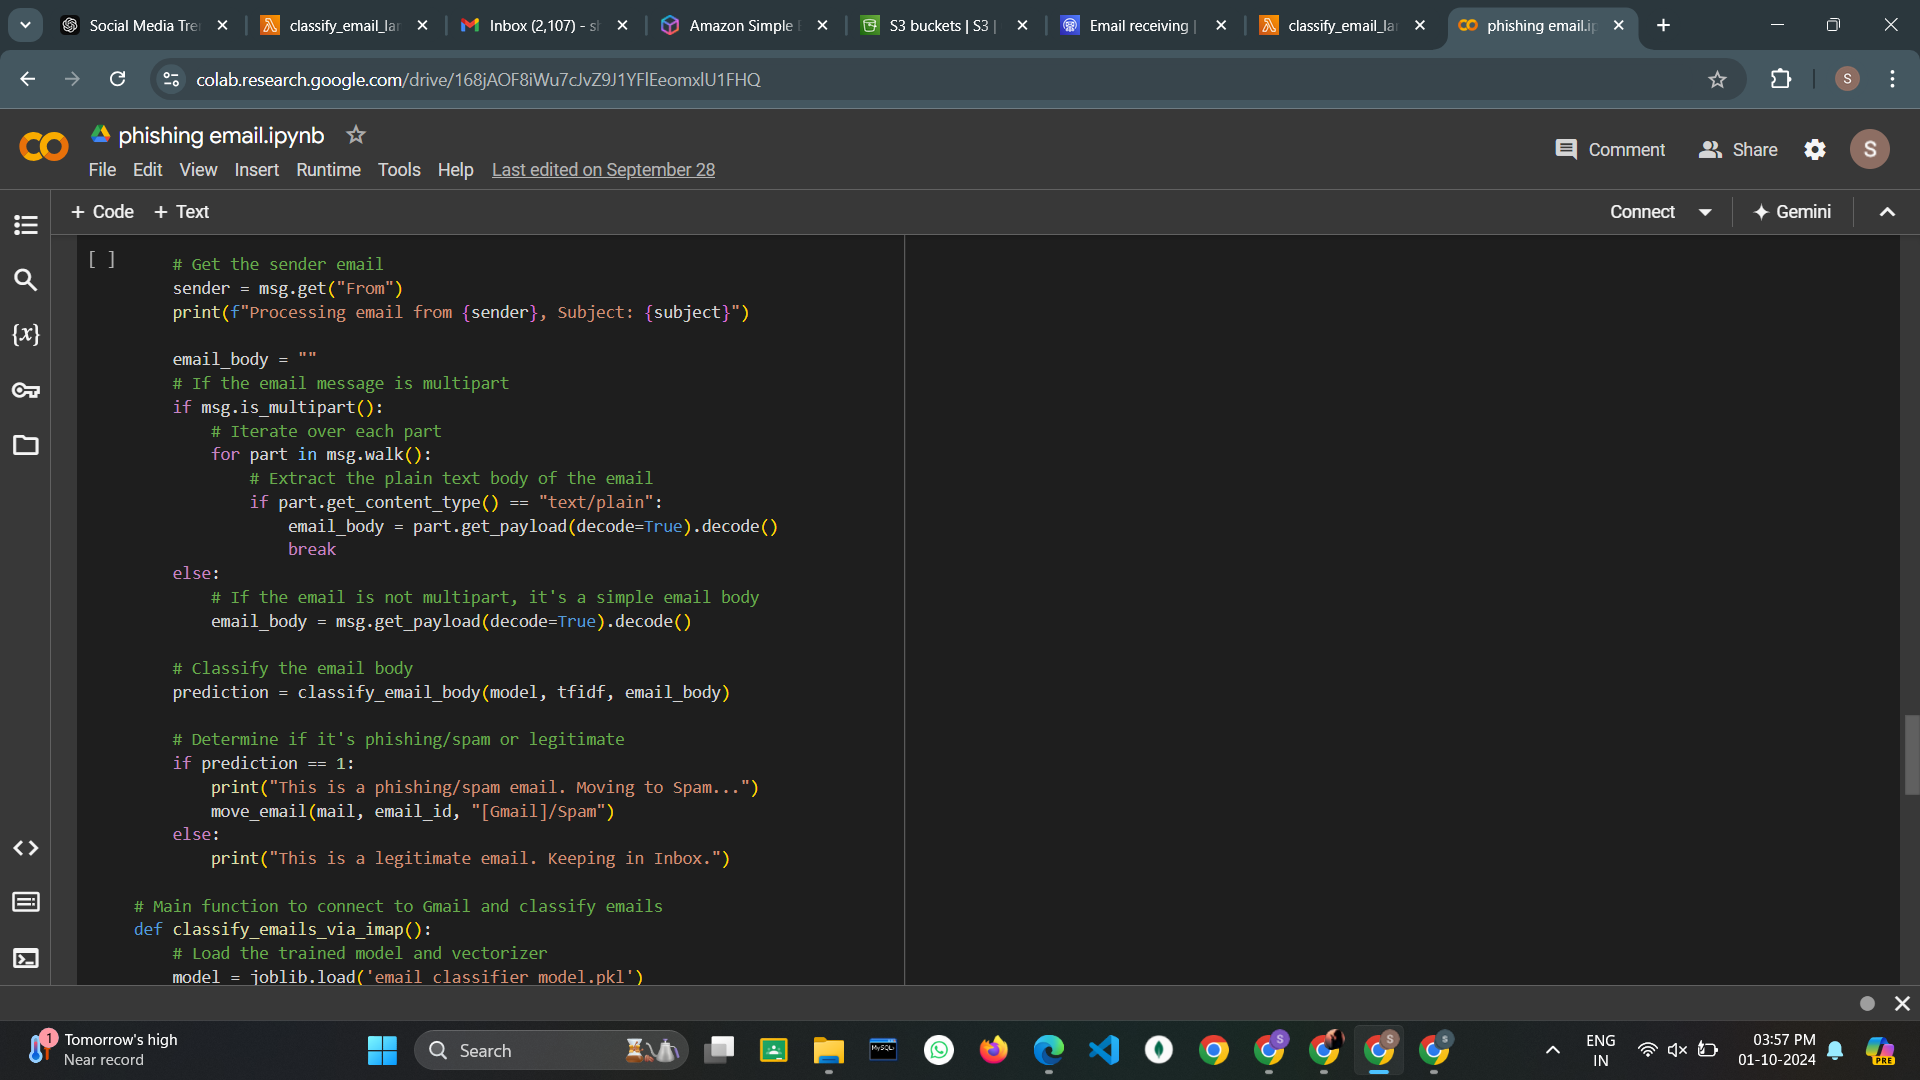 Social Media Tre
classify_email_lar
Inbox (2,107) - sh
Amazon Simple E
S3 buckets | S3 |
Email receiving |
classify_email_lar
phishing email.ip
colab.research.google.com/drive/168jAOF8iWu7cJvZ9J1YFlEeomxlU1FHQ
S
phishing email.ipynb
Comment
Share
S
File Edit View Insert Runtime Tools Help Last edited on September 28
+ Code + Text
Connect
Gemini
[ ]
# Get the sender email
sender = msg.get("From")
print(f"Processing email from {sender}, Subject: {subject}")
email_body = ""
# If the email message is multipart
if msg.is_multipart():
# Iterate over each part
for part in msg.walk():
# Extract the plain text body of the email
if part.get_content_type() == "text/plain":
email_body = part.get_payload(decode=True).decode()
break
else:
# If the email is not multipart, it's a simple email body
email_body = msg.get_payload(decode=True).decode()
# Classify the email body
prediction = classify_email_body(model, tfidf, email_body)
# Determine if it's phishing/spam or legitimate
if prediction == 1:
print("This is a phishing/spam email. Moving to Spam...")
move_email(mail, email_id, "[Gmail]/Spam")
else:
print("This is a legitimate email. Keeping in Inbox.")
# Main function to connect to Gmail and classify emails
def classify_emails_via_imap():
# Load the trained model and vectorizer
model = joblib.load('email_classifier_model.pkl')
1
Tomorrow's high
Near record
Search
MySQL
S
S
S
ENG
IN
03:57 PM
01-10-2024
PRE